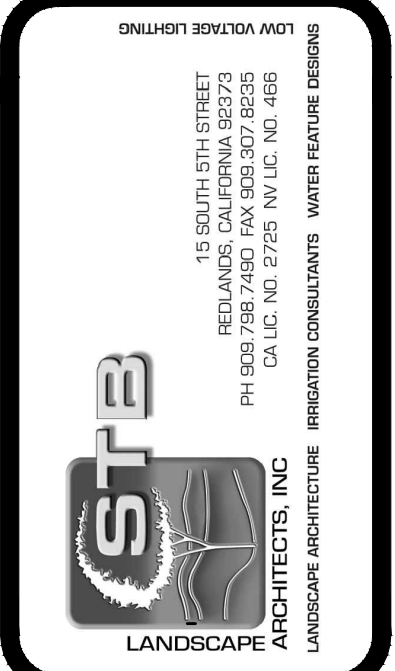 STB
LANDSCAPE ARCHITECTS, INC
15 SOUTH 5TH STREET
REDLANDS, CALIFORNIA 92373
PH 909.798.7490 FAX 909.307.8235
CA LIC. NO. 2725 NV LIC. NO. 466
LANDSCAPE ARCHITECTURE IRRIGATION CONSULTANTS WATER FEATURE DESIGNS
LOW VOLTAGE LIGHTING